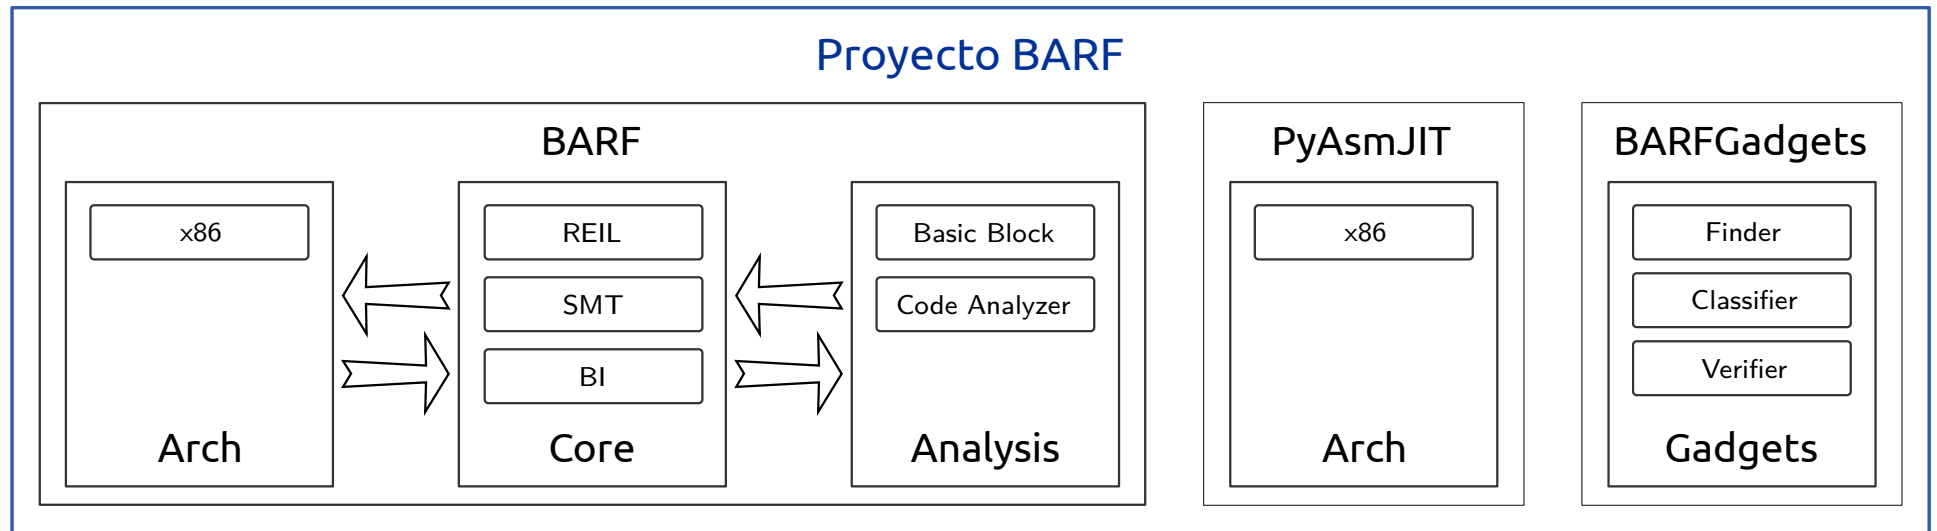 Proyecto BARF
BARF
x86
Arch
REIL
SMT
BI
Core
Basic Block
Code Analyzer
Analysis
PyAsmJIT
x86
Arch
BARFGadgets
Finder
Classifier
Verifier
Gadgets